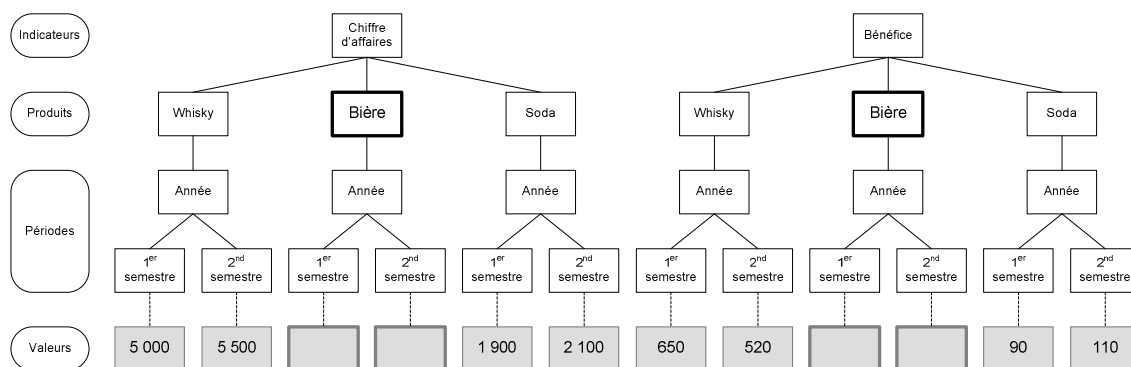 Indicateurs
Chiffre
d'affaires
Bénéfice
Produits
Whisky
Bière
Soda
Whisky
Bière
Soda
Périodes
Année
Année
Année
Année
Année
Année
1er
semestre
2nd
semestre
1er
semestre
2nd
semestre
1er
semestre
2nd
semestre
1er
semestre
2nd
semestre
1er
semestre
2nd
semestre
1er
semestre
2nd
semestre
Valeurs
5 000
5 500
1 900
2 100
650
520
90
110